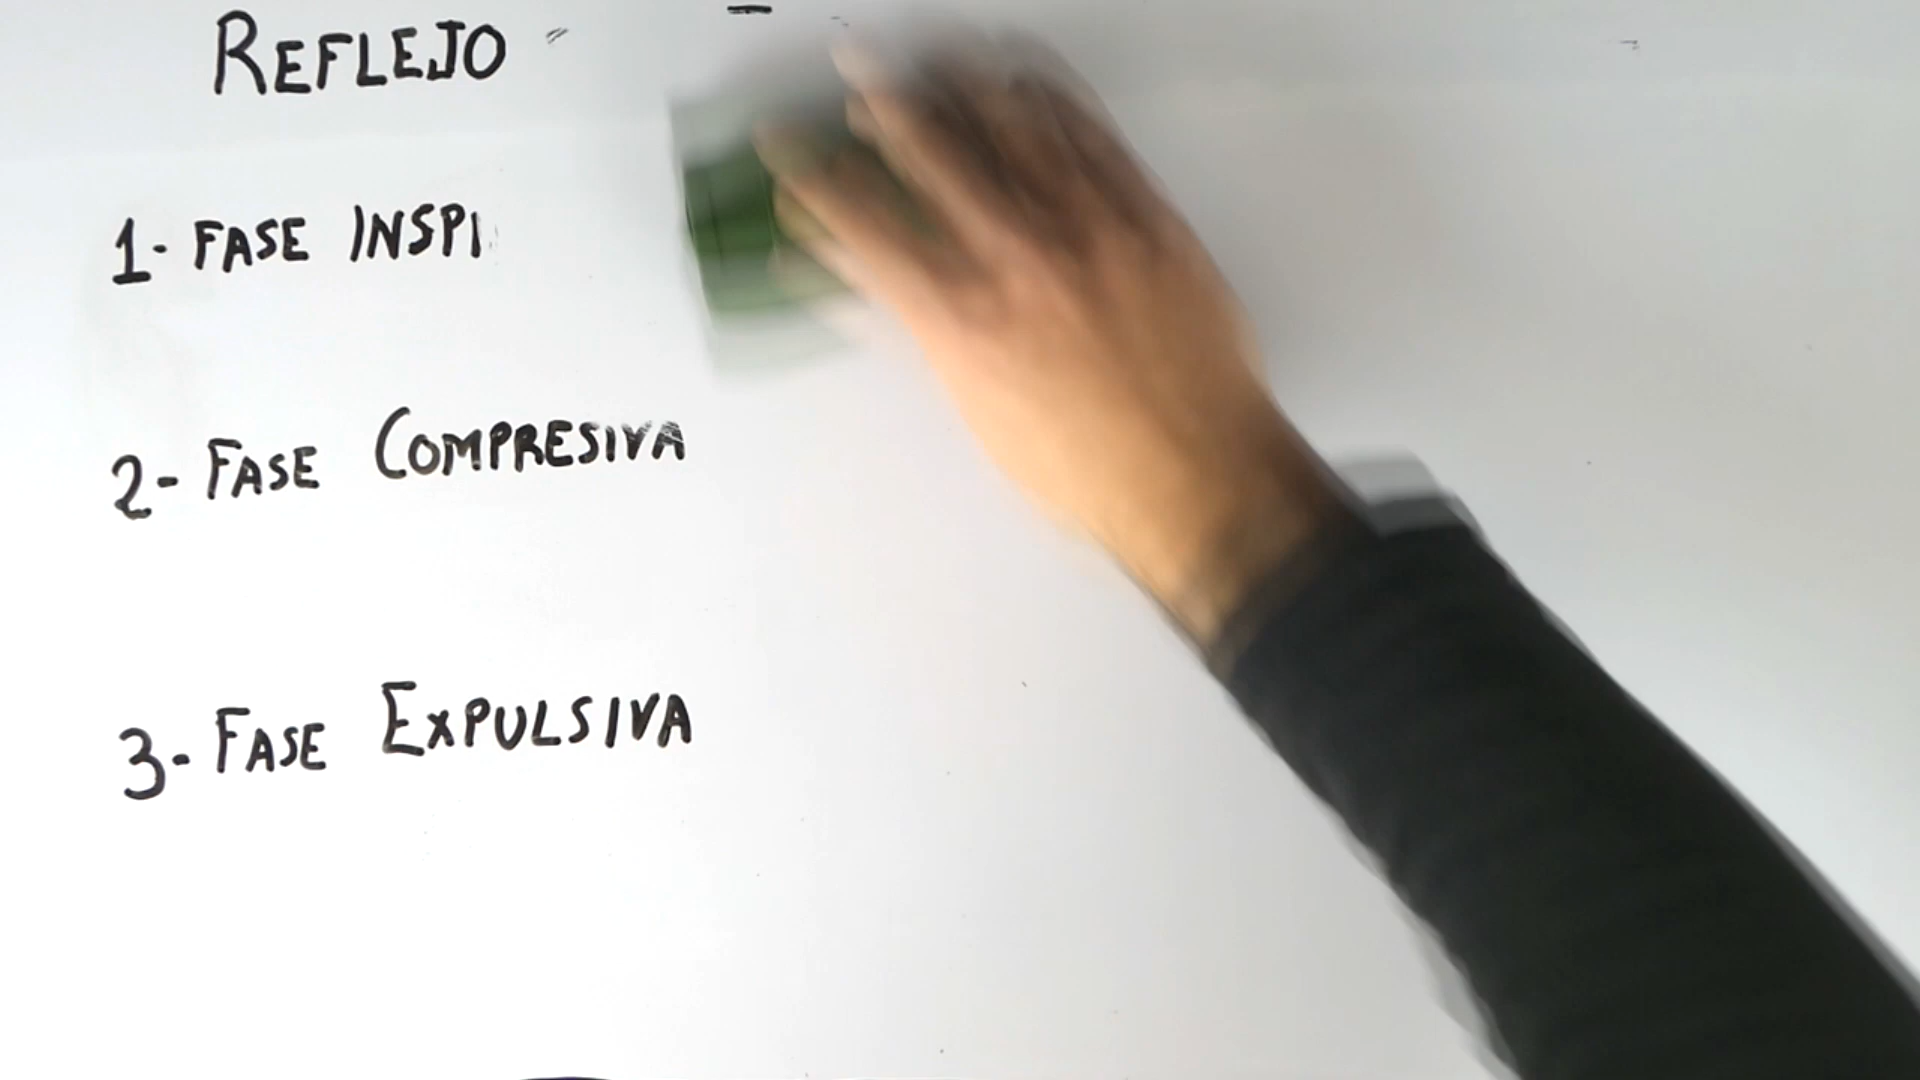 REFLEJO
1- FASE INSPI
2- FASE COMPRESIVA
3- FASE EXPULSIVA